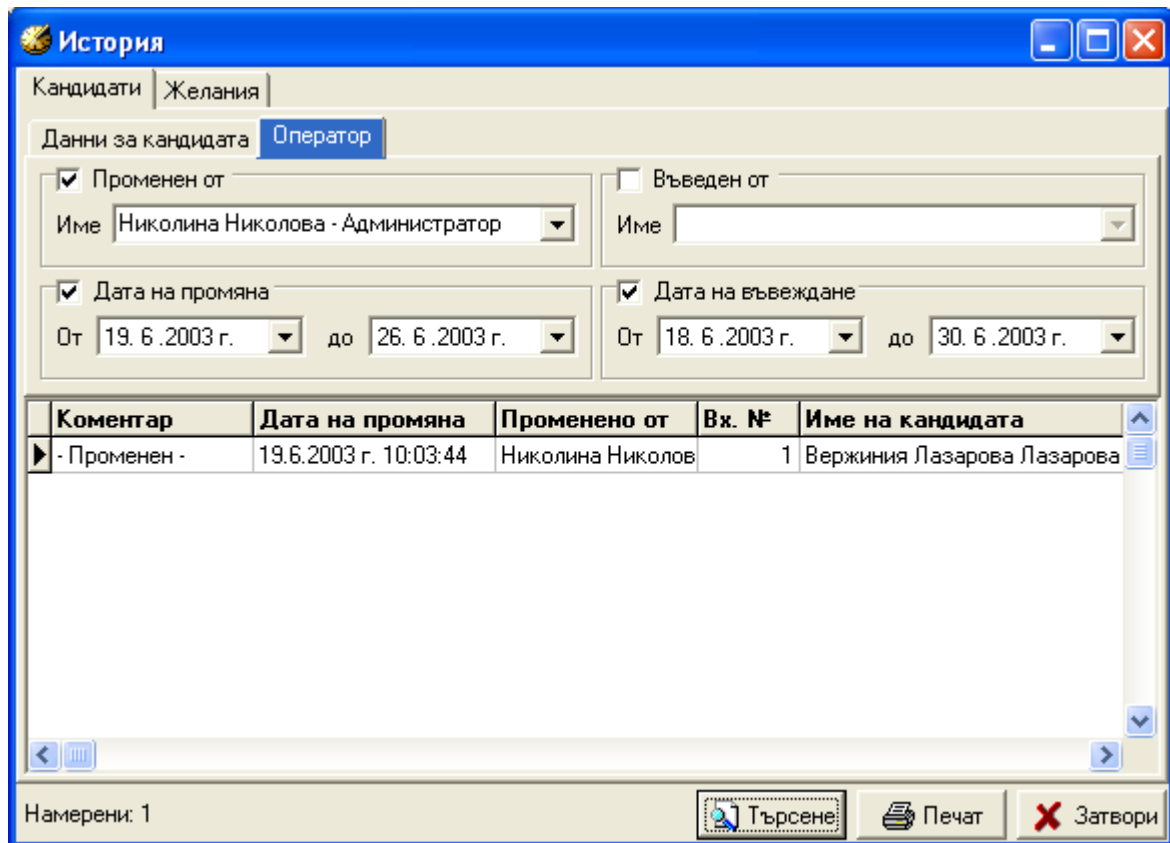 История
Кандидати Желания
Данни за кандидата Оператор
Променен от Въведен от
Име Николина Николова - Администратор Име
Дата на промяна Дата на въвеждане
От 19. 6 .2003 г. до 26. 6 .2003 г. От 18. 6 .2003 г. до 30. 6 .2003 г.
Коментар Дата на промяна Променено от Вх. № Име на кандидата
- Променен - 19.6.2003 г. 10:03:44 Николина Николов 1 Вержиния Лазарова Лазарова
Намерени: 1 Търсене Печат Затвори